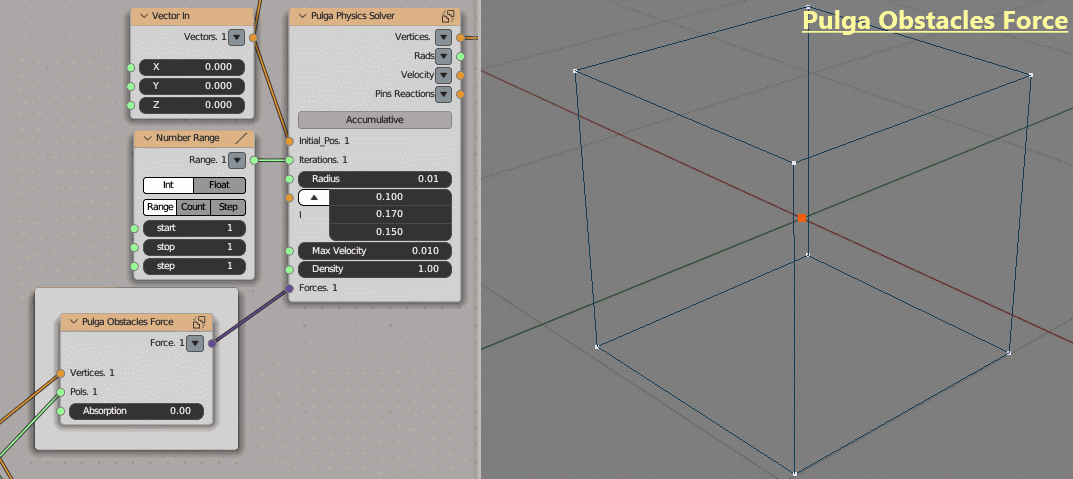 Vector In
Vectors. 1
X 0.000
Y 0.000
Z 0.000
Number Range
Range. 1
Int Float
Range Count Step
start 1
stop 1
step 1
Pulga Obstacles Force
Force. 1
Vertices. 1
Pols. 1
Absorption 0.00
Pulga Physics Solver
Vertices.
Rads
Velocity
Pins Reactions
Accumulative
Initial_Pos. 1
Iterations. 1
Radius 0.01
0.100
I 0.170
0.150
Max Velocity 0.010
Density 1.00
Forces. 1
Pulga Obstacles Force